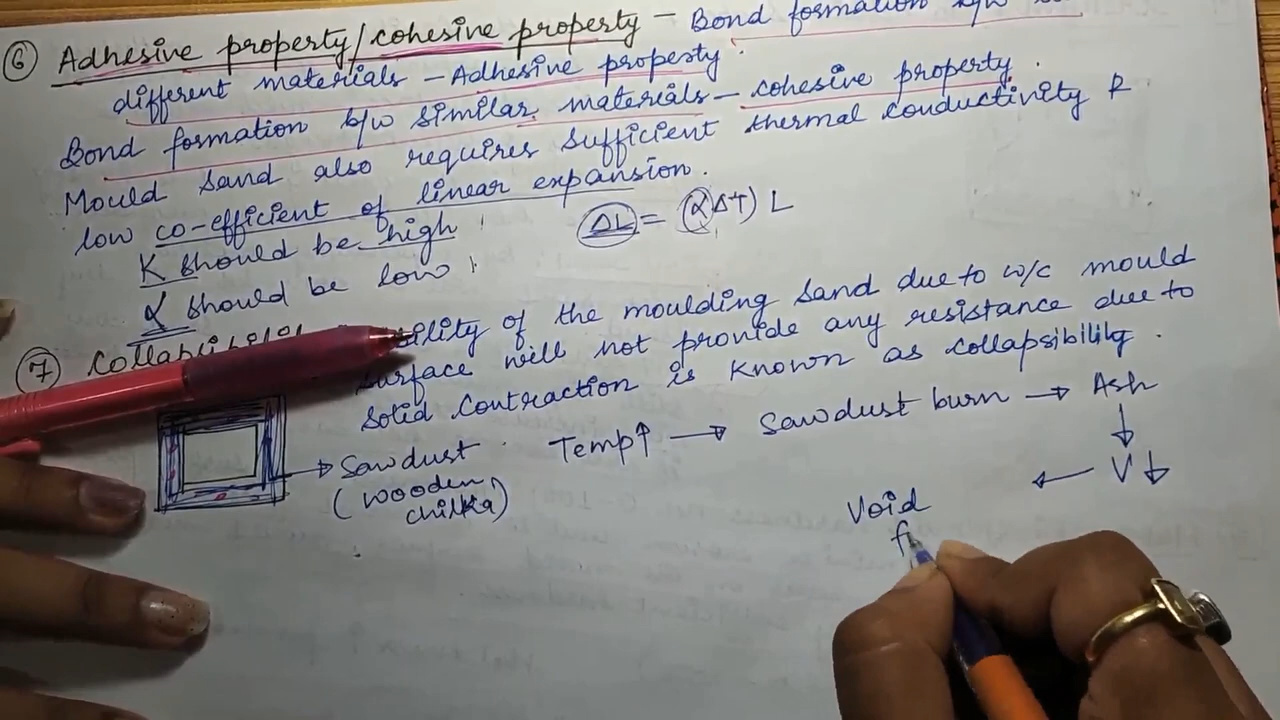 ⑥ Adhesive property/cohesive property - Bond formation b/w
different materials - Adhesive property.
Bond formation b/w similar materials - cohesive property.
Mould sand also requires sufficient thermal conductivity &
low co-efficient of linear expansion.
K should be high
ΔL = (α ΔT) L
α should be low
⑦ of the moulding sand due to w/c mould
surface will not provide any resistance due to
solid contraction is known as collapsibility.
Sawdust
(wooden chilka)
Temp↑ → Sawdust burn → Ash
↓
← V↓
Void
f